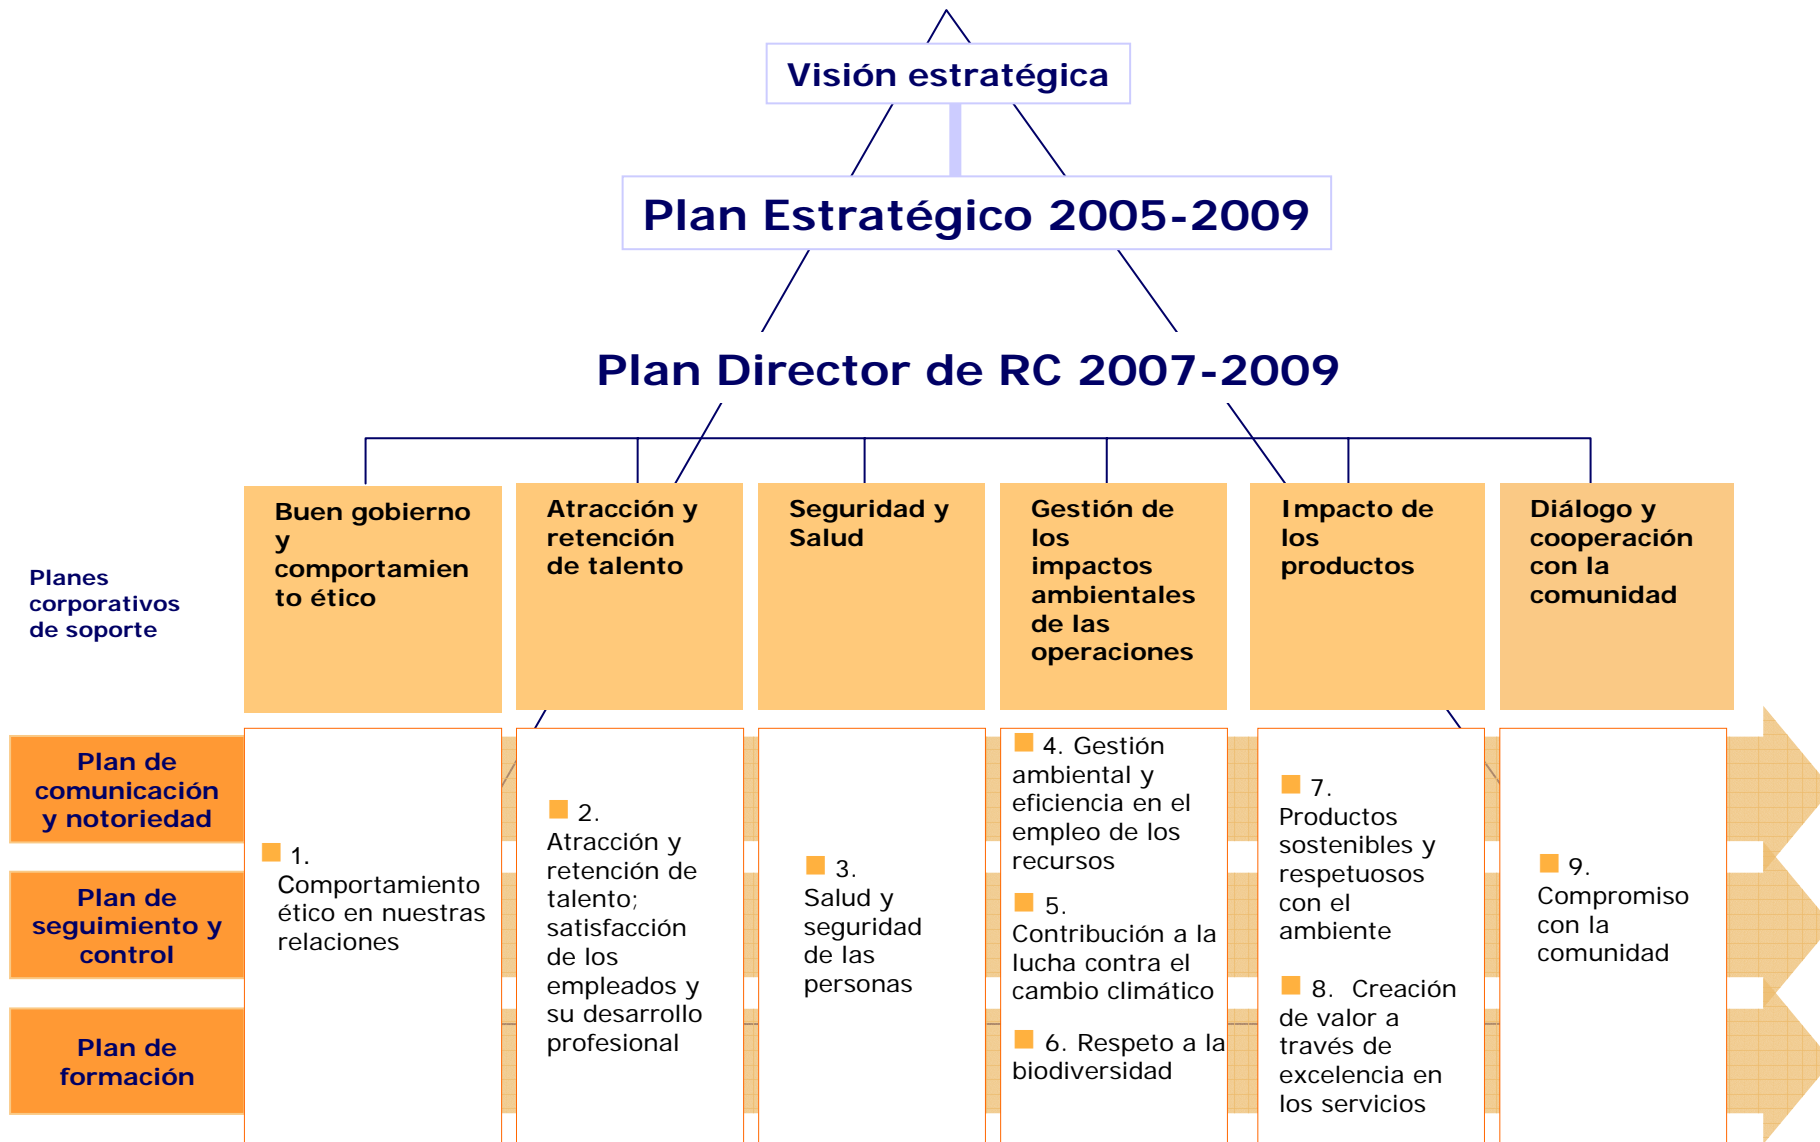 Visión estratégica
Plan Estratégico 2005-2009
Plan Director de RC 2007-2009
Planes
corporativos
de soporte
Buen gobierno
y
comportamien
to ético
Atracción y
retención
de talento
Seguridad y
Salud
Gestión de
los
impactos
ambientales
de las
operaciones
Impacto de
los
productos
Diálogo y
cooperación
con la
comunidad
Plan de
comunicación
y notoriedad
Plan de
seguimiento y
control
Plan de
formación
1.
Comportamiento
ético en nuestras
relaciones
2.
Atracción y
retención de
talento;
satisfacción
de los
empleados y
su desarrollo
profesional
3.
Salud y
seguridad
de las
personas
4. Gestión
ambiental y
eficiencia en el
empleo de los
recursos
5.
Contribución a la
lucha contra el
cambio climático
6. Respeto a la
biodiversidad
7.
Productos
sostenibles y
respetuosos
con el
ambiente
8. Creación
de valor a
través de
excelencia en
los servicios
9.
Compromiso
con la
comunidad